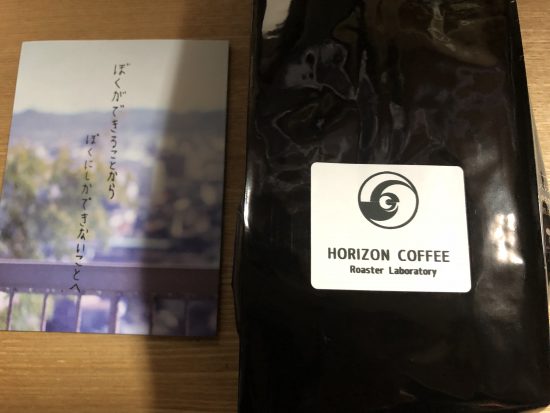 ぼくができることから
ぼくにしかできないことへ
HORIZON COFFEE
Roaster Laboratory